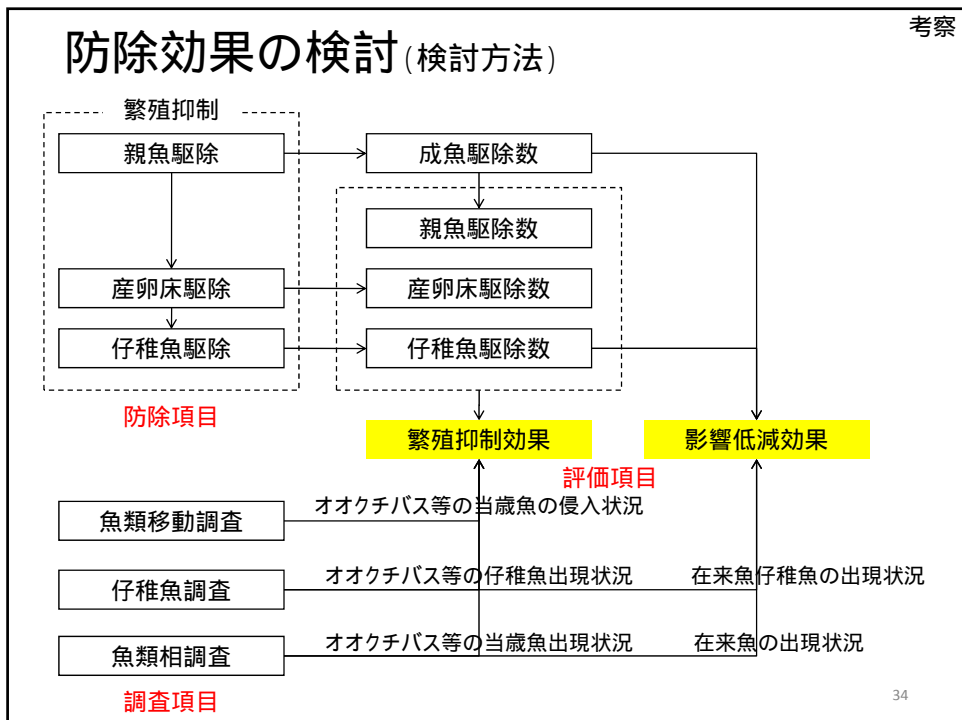 考察
防除効果の検討(検討方法)
繁殖抑制
親魚駆除
成魚駆除数
親魚駆除数
産卵床駆除
産卵床駆除数
仔稚魚駆除
仔稚魚駆除数
防除項目
繁殖抑制効果
影響低減効果
評価項目
オオクチバス等の当歳魚の侵入状況
魚類移動調査
オオクチバス等の仔稚魚出現状況
在来魚仔稚魚の出現状況
仔稚魚調査
オオクチバス等の当歳魚出現状況
在来魚の出現状況
魚類相調査
調査項目
34